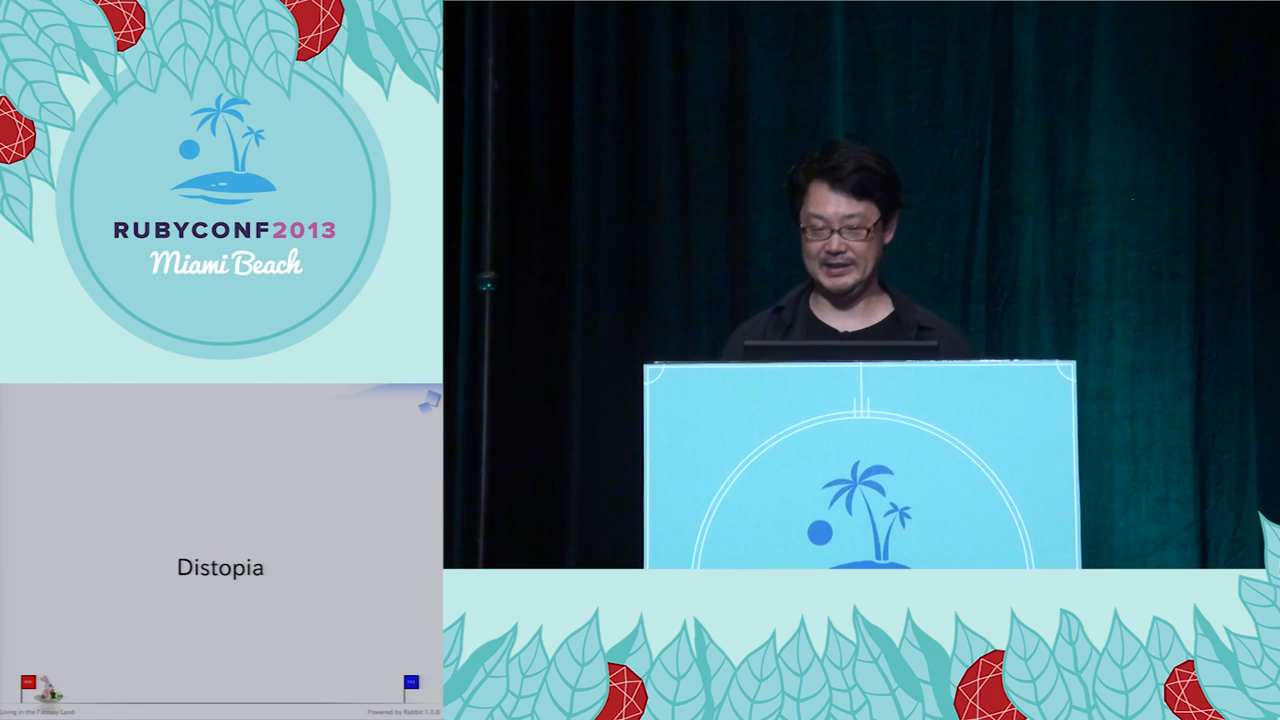 RUBYCONF2013
Miami Beach
Distopia
Living in the Fantasy Land.
Powered by Rabbit 1.0.8